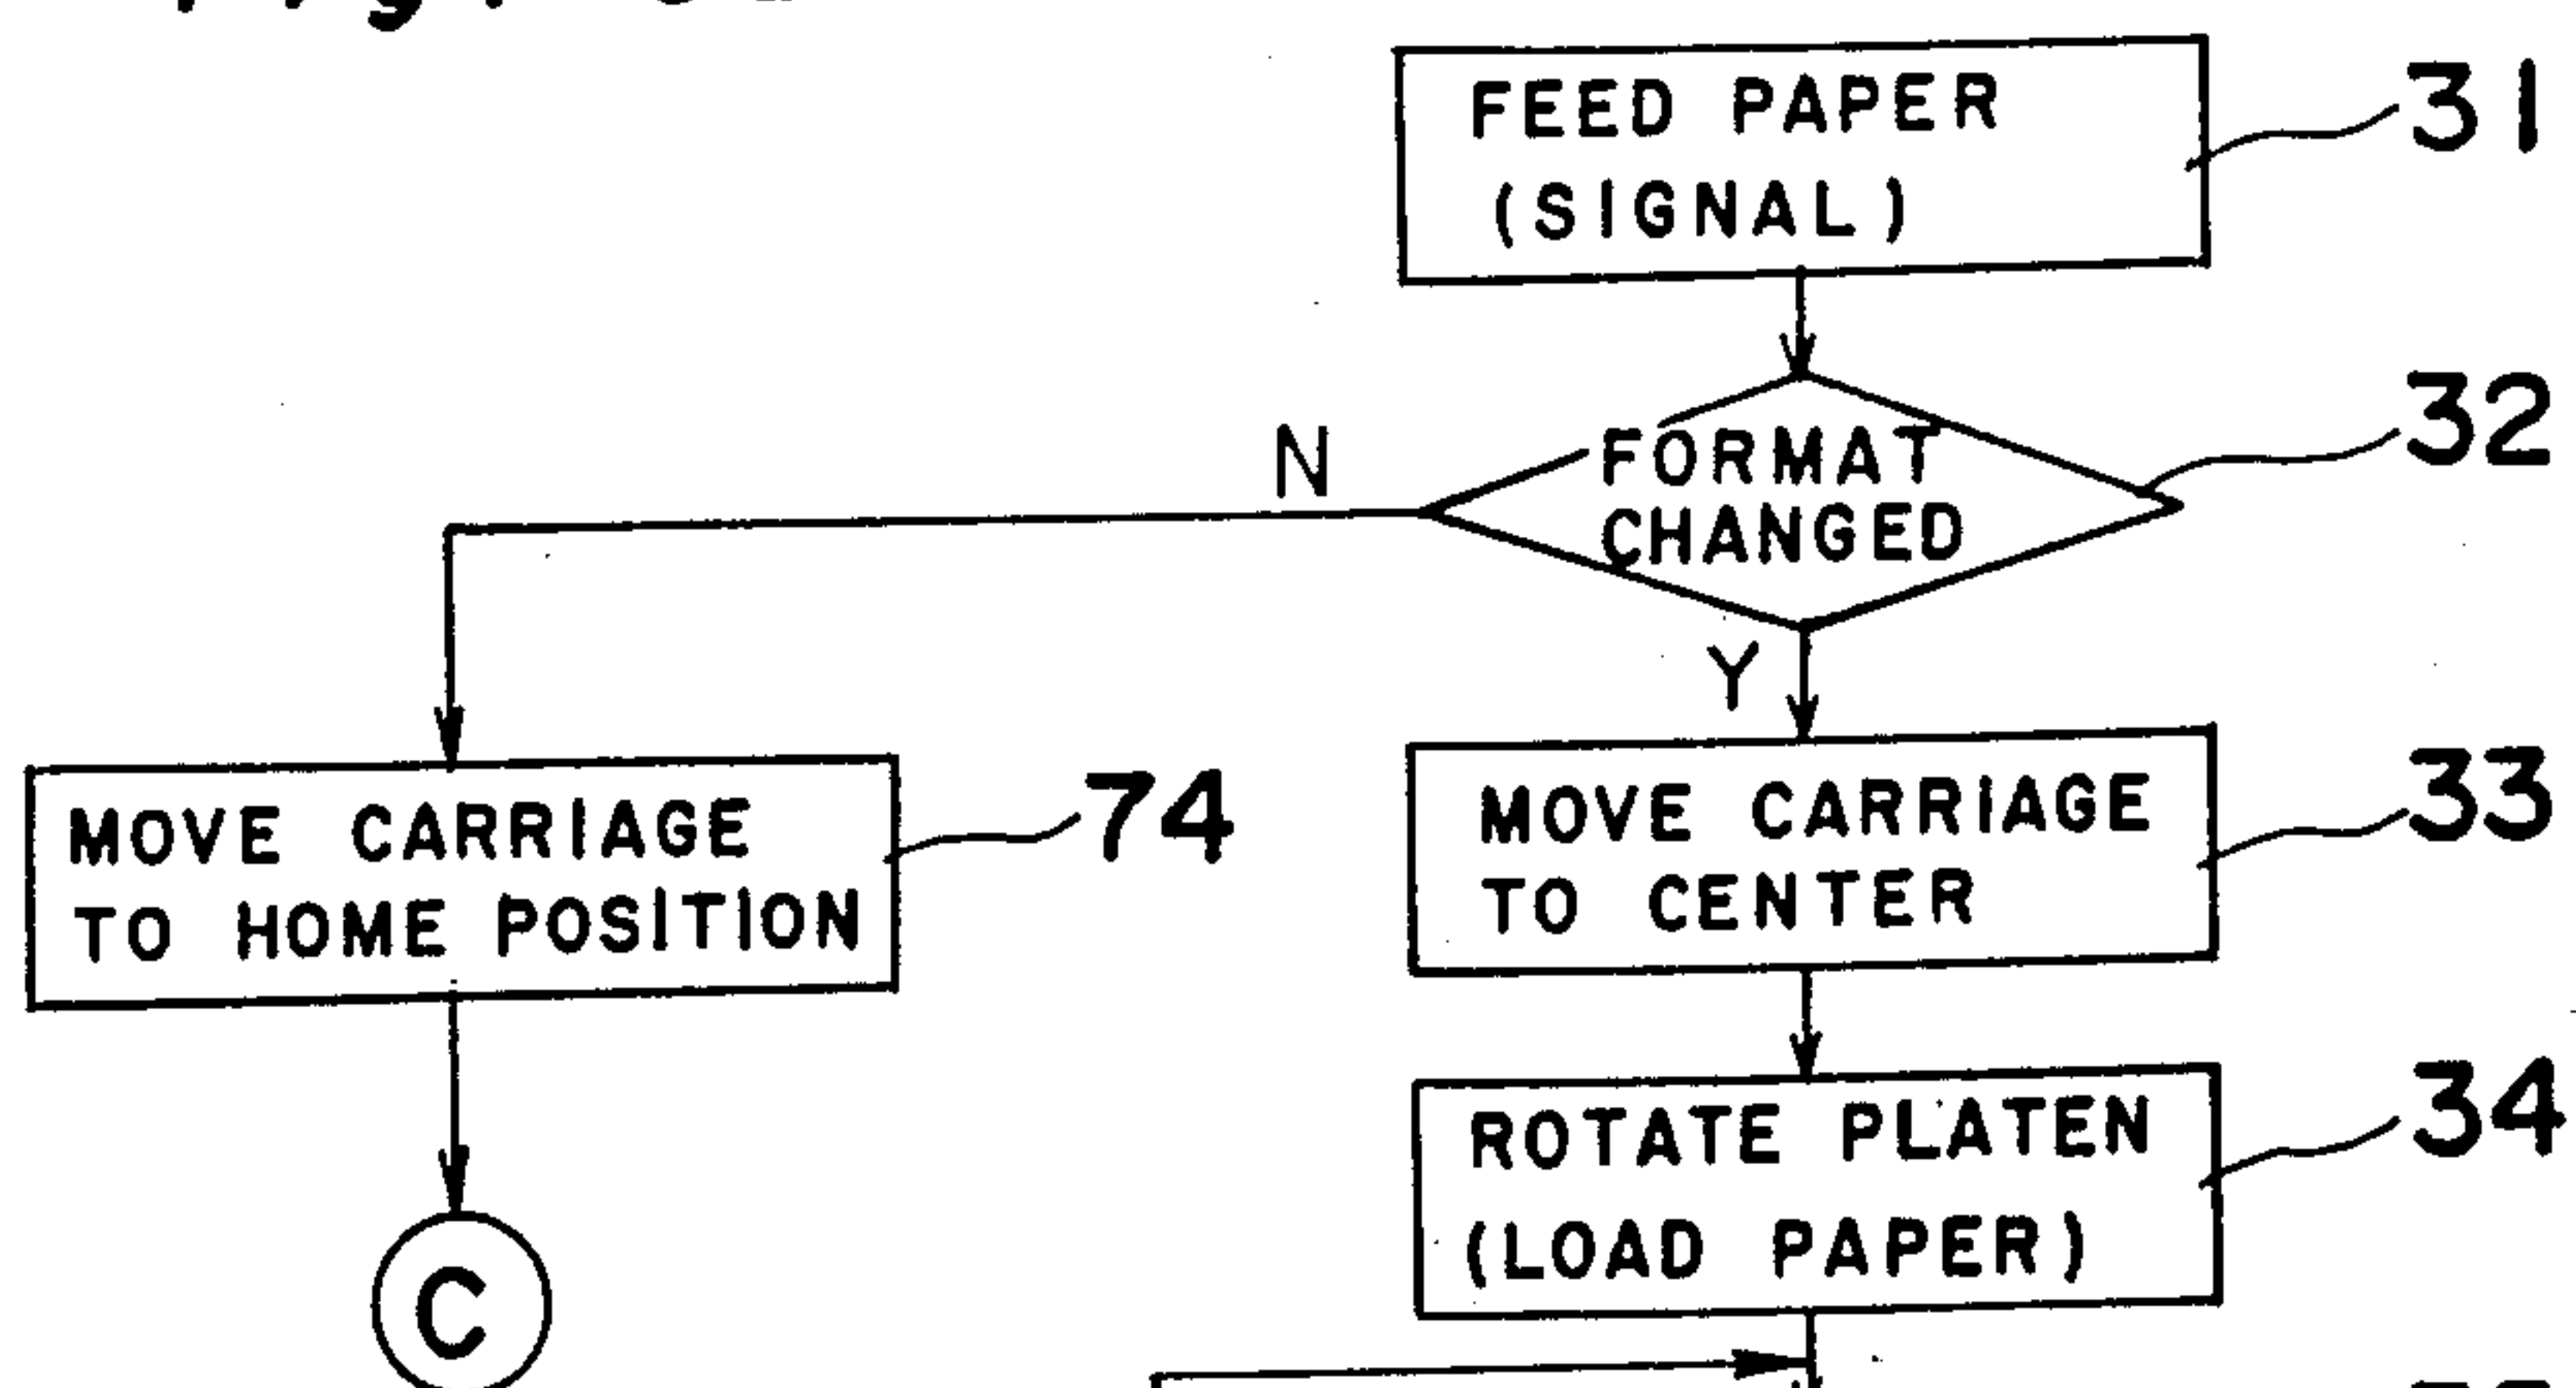 FEED PAPER
(SIGNAL)
31
FORMAT
CHANGED
32
N
Y
MOVE CARRIAGE
TO HOME POSITION
74
MOVE CARRIAGE
TO CENTER
33
ROTATE PLATEN
(LOAD PAPER)
34
C